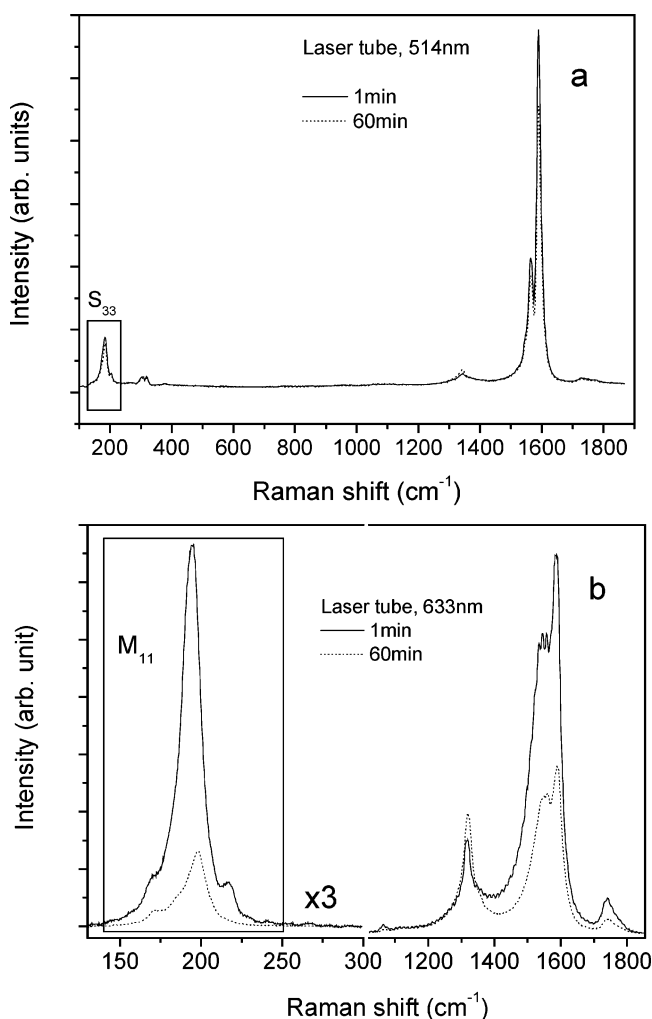 Laser tube, 514nm
a
1min
60min
S33
Intensity (arb. units)
200 400 600 800 1000 1200 1400 1600 1800
Raman shift (cm-1)
Laser tube, 633nm
b
1min
60min
M11
x3
Intensity (arb. unit)
150 200 250 300 1200 1400 1600 1800
Raman shift (cm-1)